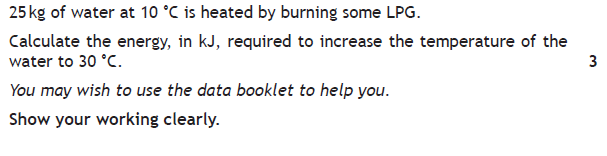 25 kg of water at 10 °C is heated by burning some LPG.
Calculate the energy, in kJ, required to increase the temperature of the
water to 30 °C. 3
You may wish to use the data booklet to help you.
Show your working clearly.